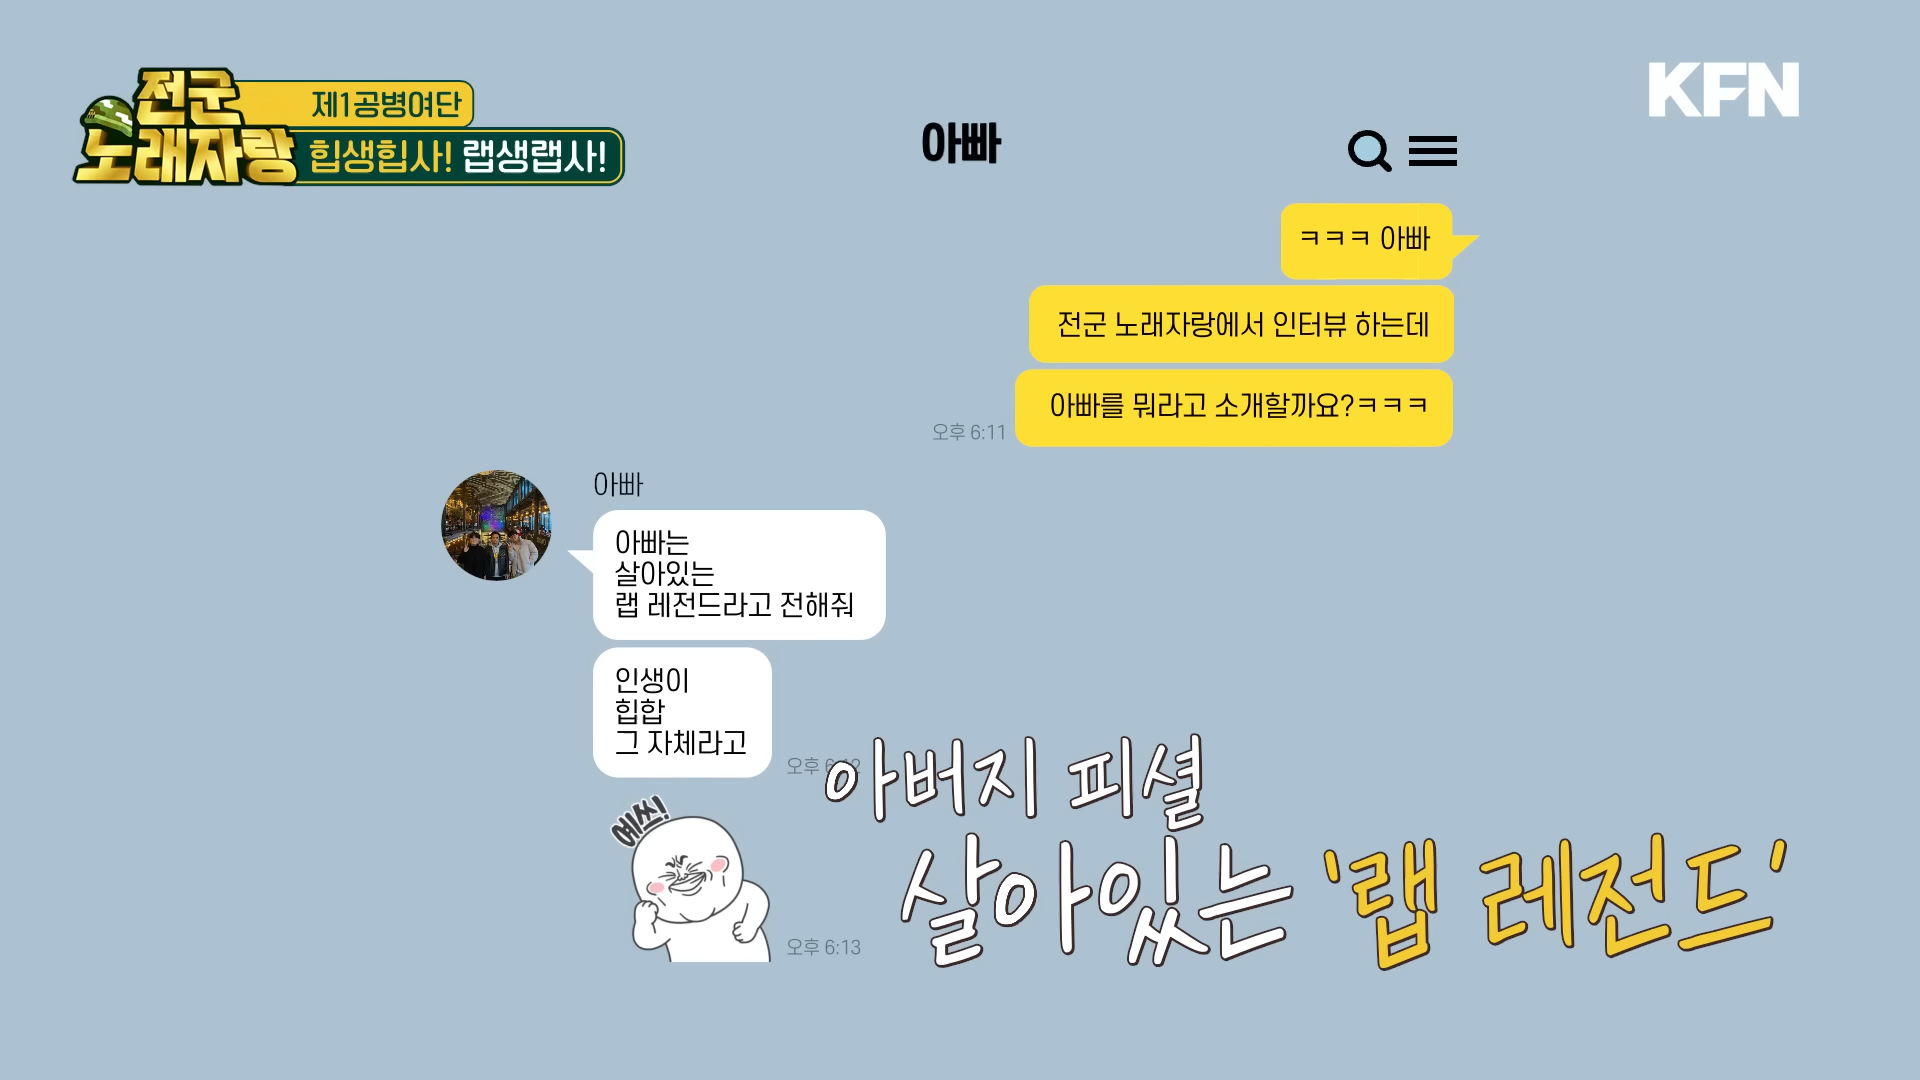 전군
노래자랑
제1공병여단
힙생힙사! 랩생랩사!
KFN
아빠
ㅋㅋㅋ 아빠
전군 노래자랑에서 인터뷰 하는데
아빠를 뭐라고 소개할까요?ㅋㅋㅋ
오후 6:11
아빠
아빠는
살아있는
랩 레전드라고 전해줘
인생이
힙합
그 자체라고
오후 6:12
예쓰!
오후 6:13
아버지 피셜
살아있는 '랩 레전드'